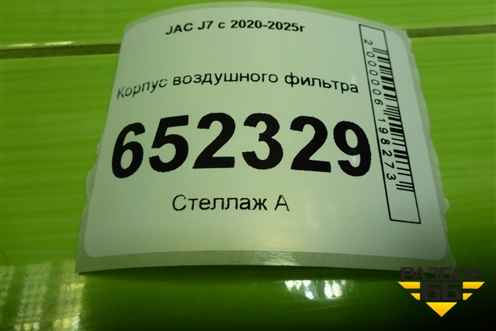 JAC J7 с 2020-2025г
Корпус воздушного фильтра
652329
Стеллаж А
2000006198273
РАЗБОР
66